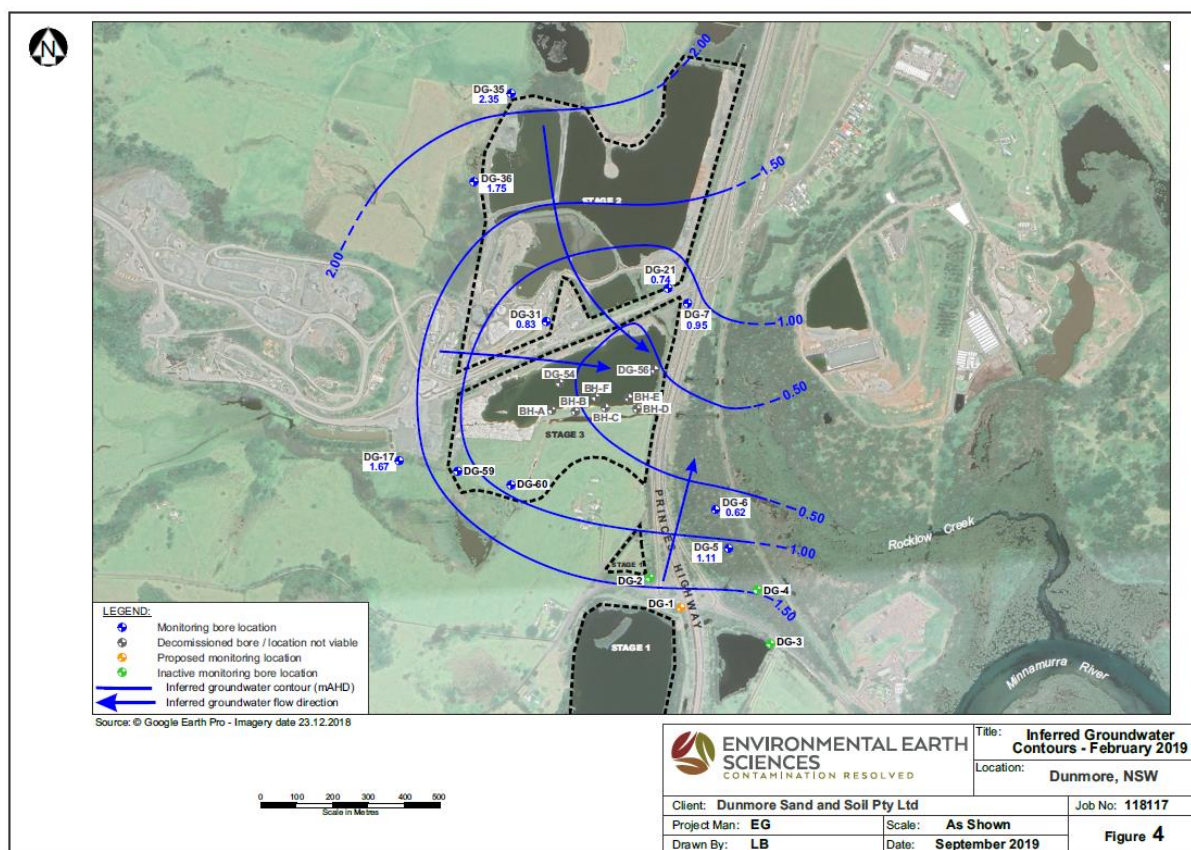 N
2.00
DG-35
2.35
1.50
DG-36
1.75
STAGE 2
2.00
DG-21
0.74
DG-31
0.83
DG-7
0.95
1.00
DG-54
DG-56
BH-F
BH-B
BH-E
BH-A
BH-C
BH-D
0.50
STAGE 3
DG-17
1.67
DG-59
DG-60
PRINCES HIGHWAY
DG-6
0.62
0.50
Rocklow Creek
DG-5
1.11
1.00
STAGE 1
DG-2
DG-4
1.50
DG-1
DG-3
STAGE 1
Minnamurra River
LEGEND:
Monitoring bore location
Decomissioned bore / location not viable
Proposed monitoring location
Inactive monitoring bore location
Inferred groundwater contour (mAHD)
Inferred groundwater flow direction
Source: © Google Earth Pro - Imagery date 23.12.2018
0 100 200 300 400 500
Scale in Metres
ENVIRONMENTAL EARTH
SCIENCES
CONTAMINATION RESOLVED
Title: Inferred Groundwater
Contours - February 2019
Location: Dunmore, NSW
Client: Dunmore Sand and Soil Pty Ltd
Job No: 118117
Project Man: EG
Scale: As Shown
Figure 4
Drawn By: LB
Date: September 2019